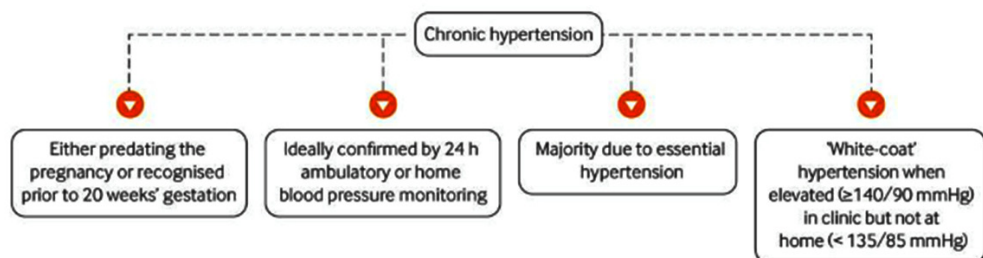 Chronic hypertension
Either predating the
pregnancy or recognised
prior to 20 weeks' gestation
Ideally confirmed by 24 h
ambulatory or home
blood pressure monitoring
Majority due to essential
hypertension
'White-coat'
hypertension when
elevated (≥140/90 mmHg)
in clinic but not at
home (< 135/85 mmHg)